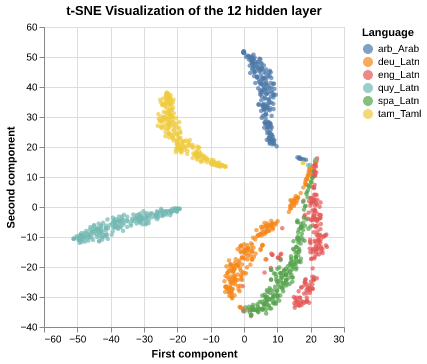 t-SNE Visualization of the 12 hidden layer
Language
arb_Arab
deu_Latn
eng_Latn
quy_Latn
spa_Latn
tam_Taml
Second component
60
50
40
30
20
10
0
−10
−20
−30
−40
−60 −50 −40 −30 −20 −10 0 10 20 30
First component